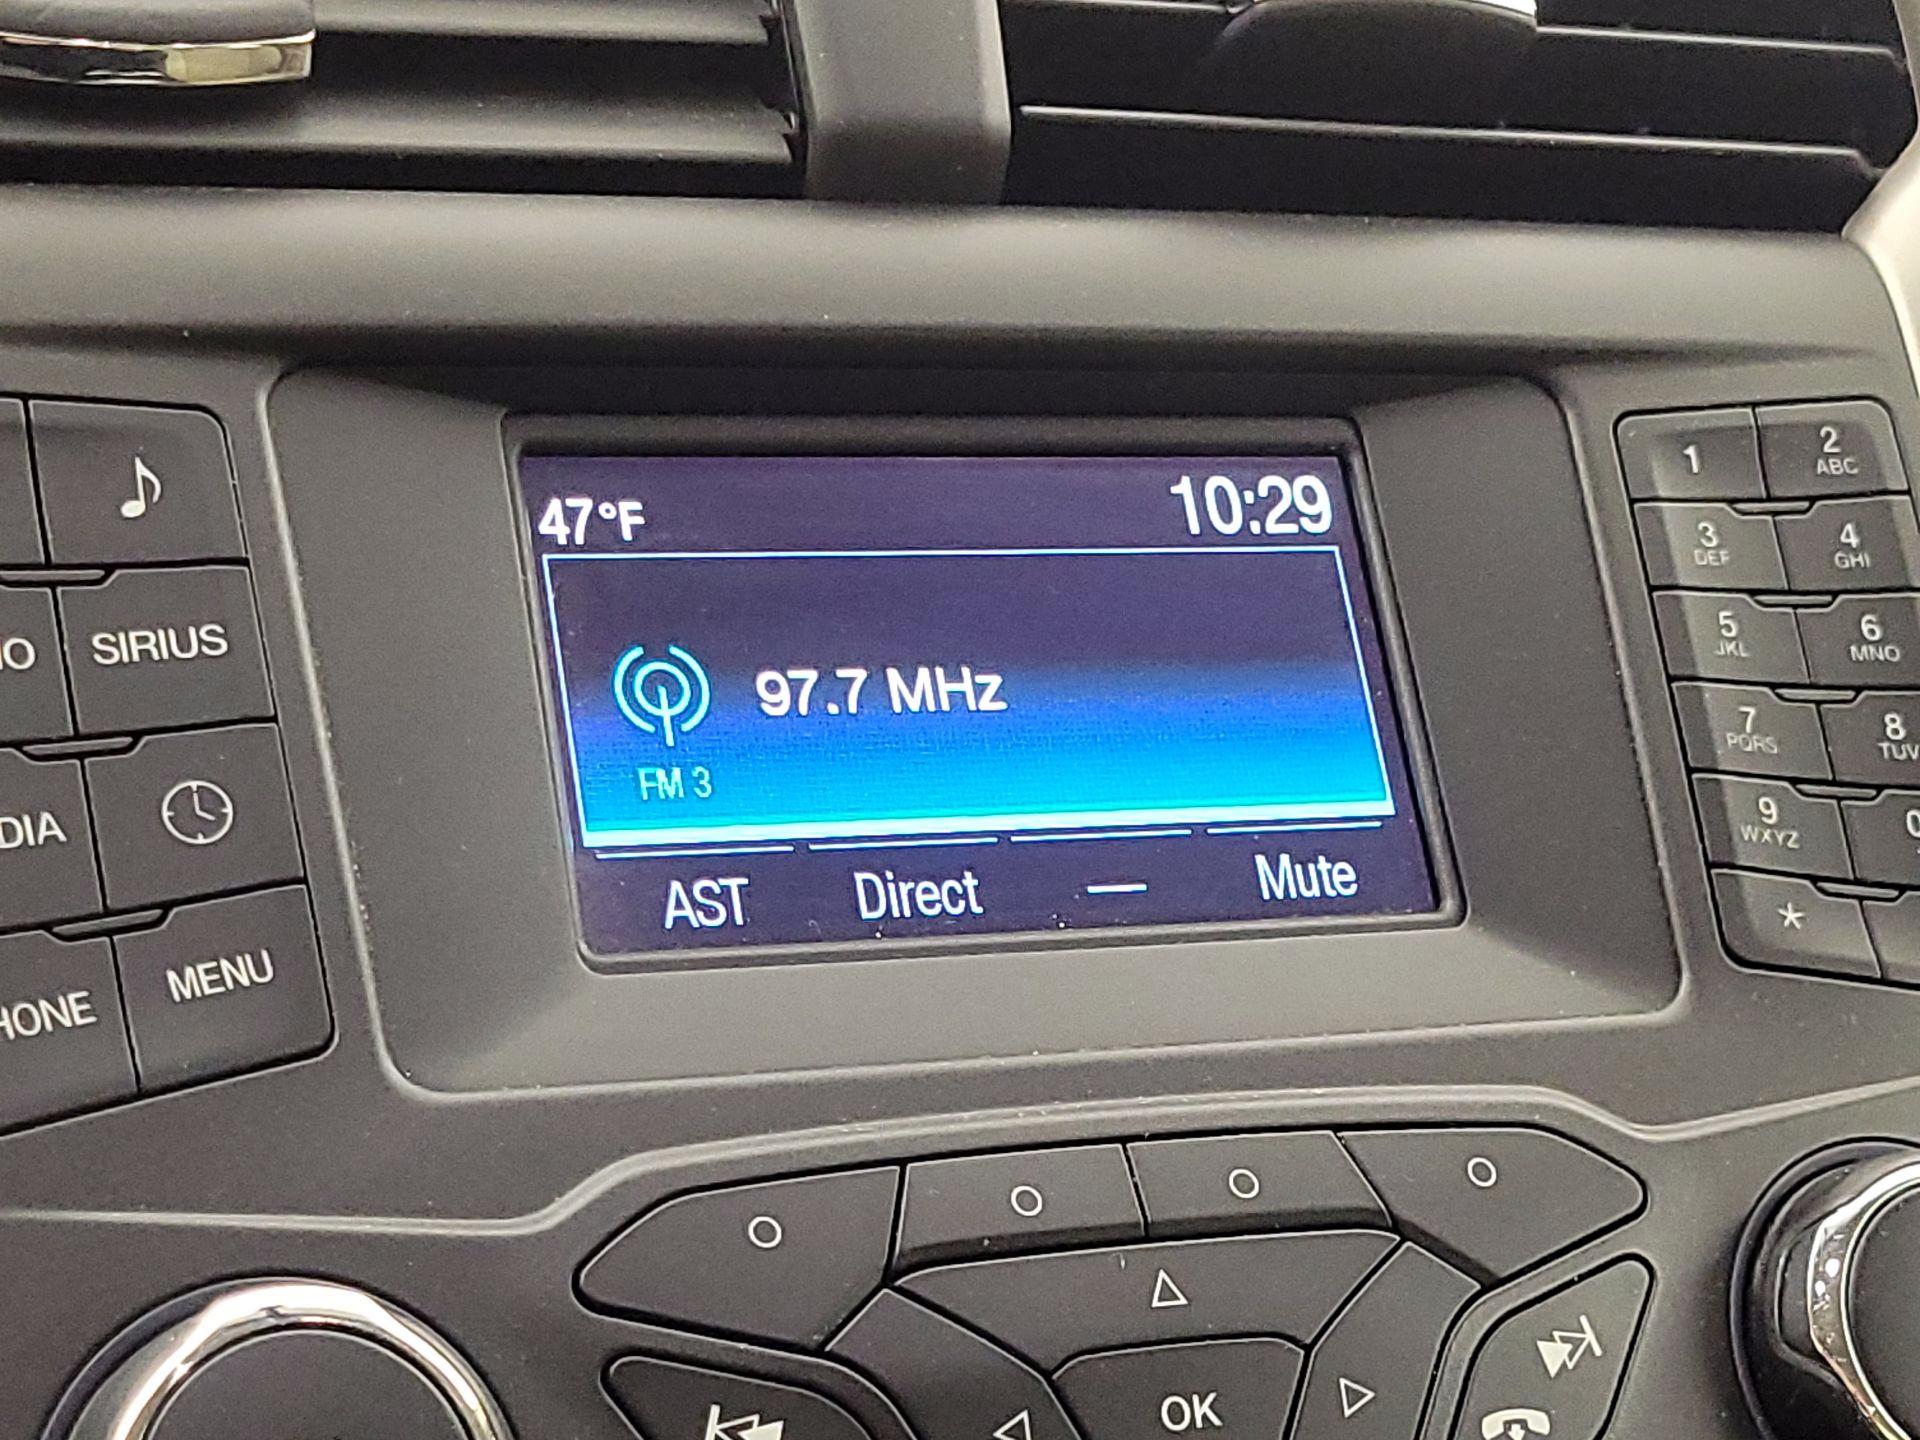 47°F
10:29
97.7 MHz
FM 3
AST
Direct
—
Mute
SIRIUS
MENU
1
2
ABC
3
DEF
4
GHI
5
JKL
6
MNO
7
PQRS
8
TUV
9
WXYZ
*
OK